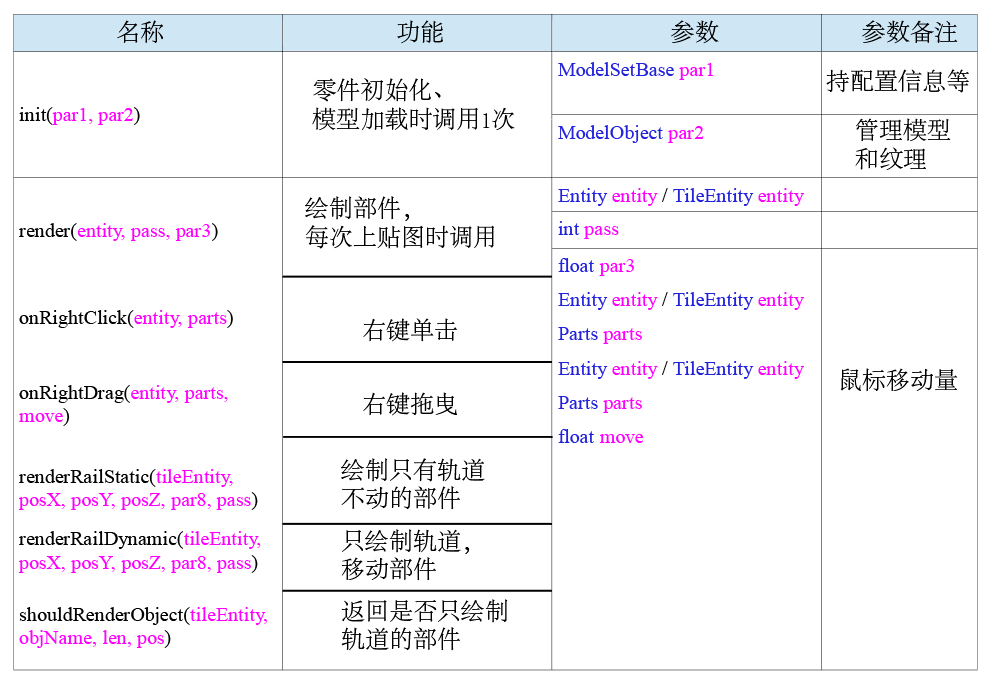 名称
功能
参数
参数备注
init(par1, par2)
零件初始化、
模型加载时调用1次
ModelSetBase par1
持配置信息等
ModelObject par2
管理模型
和纹理
render(entity, pass, par3)
绘制部件，
每次上贴图时调用
Entity entity / TileEntity entity
int pass
float par3
onRightClick(entity, parts)
右键单击
Entity entity / TileEntity entity
Parts parts
onRightDrag(entity, parts,
move)
右键拖曳
Entity entity / TileEntity entity
Parts parts
float move
鼠标移动量
renderRailStatic(tileEntity,
posX, posY, posZ, par8, pass)
绘制只有轨道
不动的部件
renderRailDynamic(tileEntity,
posX, posY, posZ, par8, pass)
只绘制轨道，
移动部件
shouldRenderObject(tileEntity,
objName, len, pos)
返回是否只绘制
轨道的部件